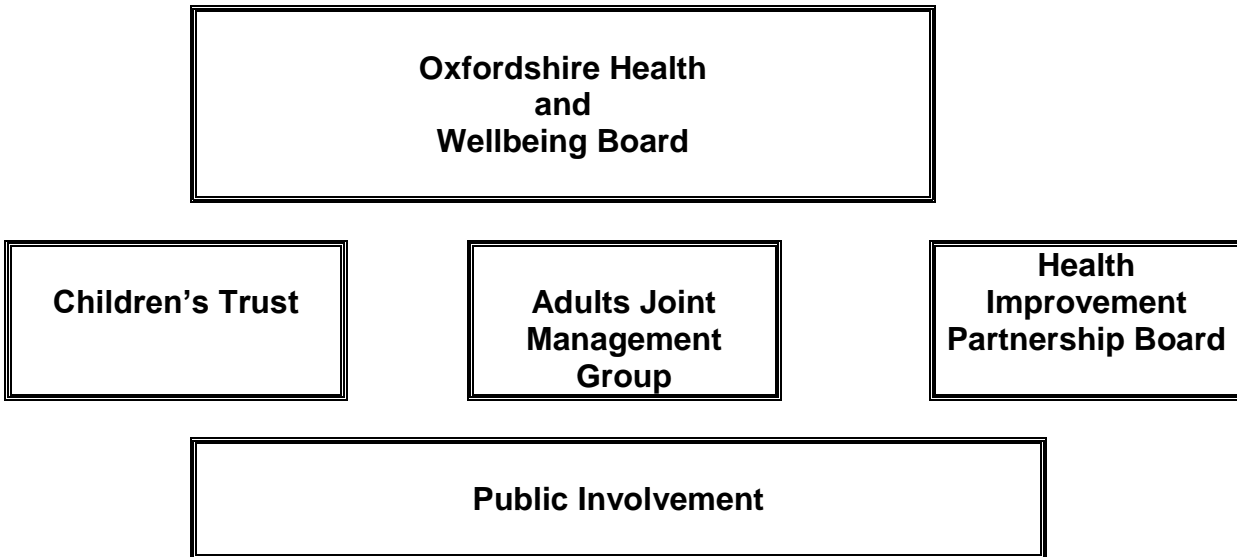 Oxfordshire Health
and
Wellbeing Board
Children’s Trust
Adults Joint
Management
Group
Health
Improvement
Partnership Board
Public Involvement